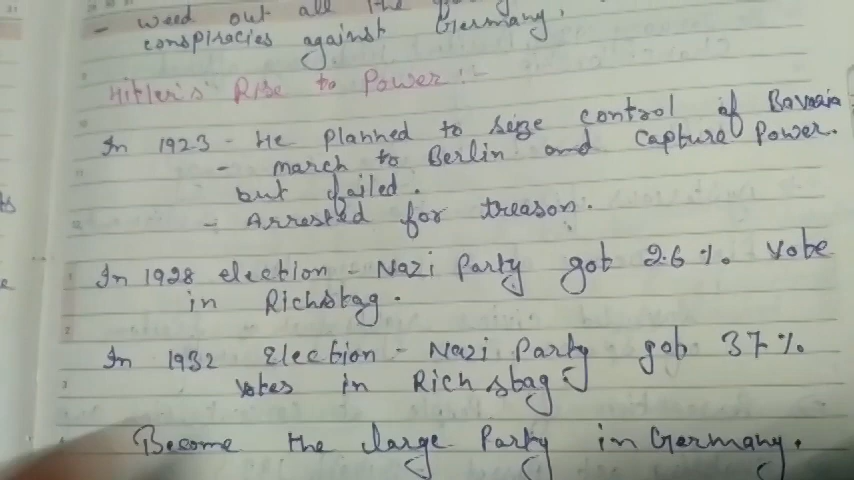 - Weed out all the
conspiracies against Germany.
Hitler's Rise to Power :-
In 1923 - He planned to seize control of Bavaria
- march to Berlin and capture Power.
but failed.
- Arrested for treason.
In 1928 election - Nazi Party got 2.6 % vote
in Richstag.
In 1932 Election - Nazi Party got 37%
votes in Rich stag
Become the large Party in Germany.